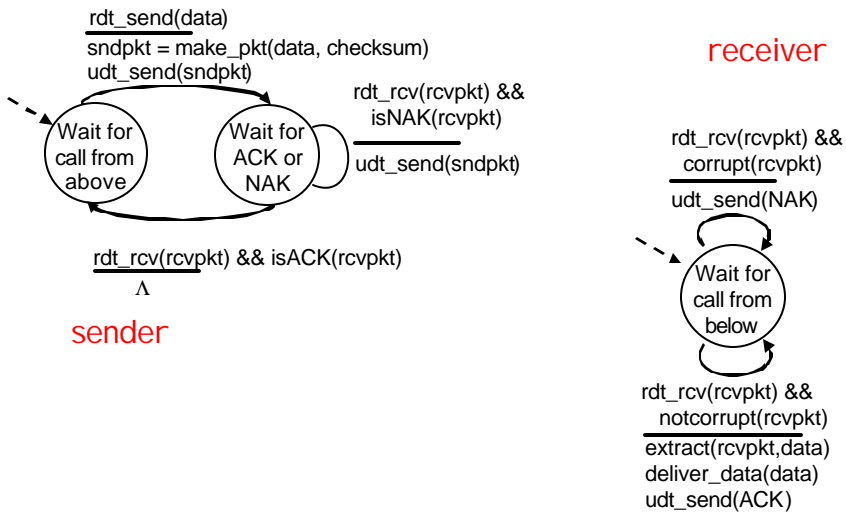 rdt_send(data)
sndpkt = make_pkt(data, checksum)
udt_send(sndpkt)
Wait for
call from
above
Wait for
ACK or
NAK
rdt_rcv(rcvpkt) &&
isNAK(rcvpkt)
udt_send(sndpkt)
rdt_rcv(rcvpkt) && isACK(rcvpkt)
Λ
sender
receiver
rdt_rcv(rcvpkt) &&
corrupt(rcvpkt)
udt_send(NAK)
Wait for
call from
below
rdt_rcv(rcvpkt) &&
notcorrupt(rcvpkt)
extract(rcvpkt,data)
deliver_data(data)
udt_send(ACK)